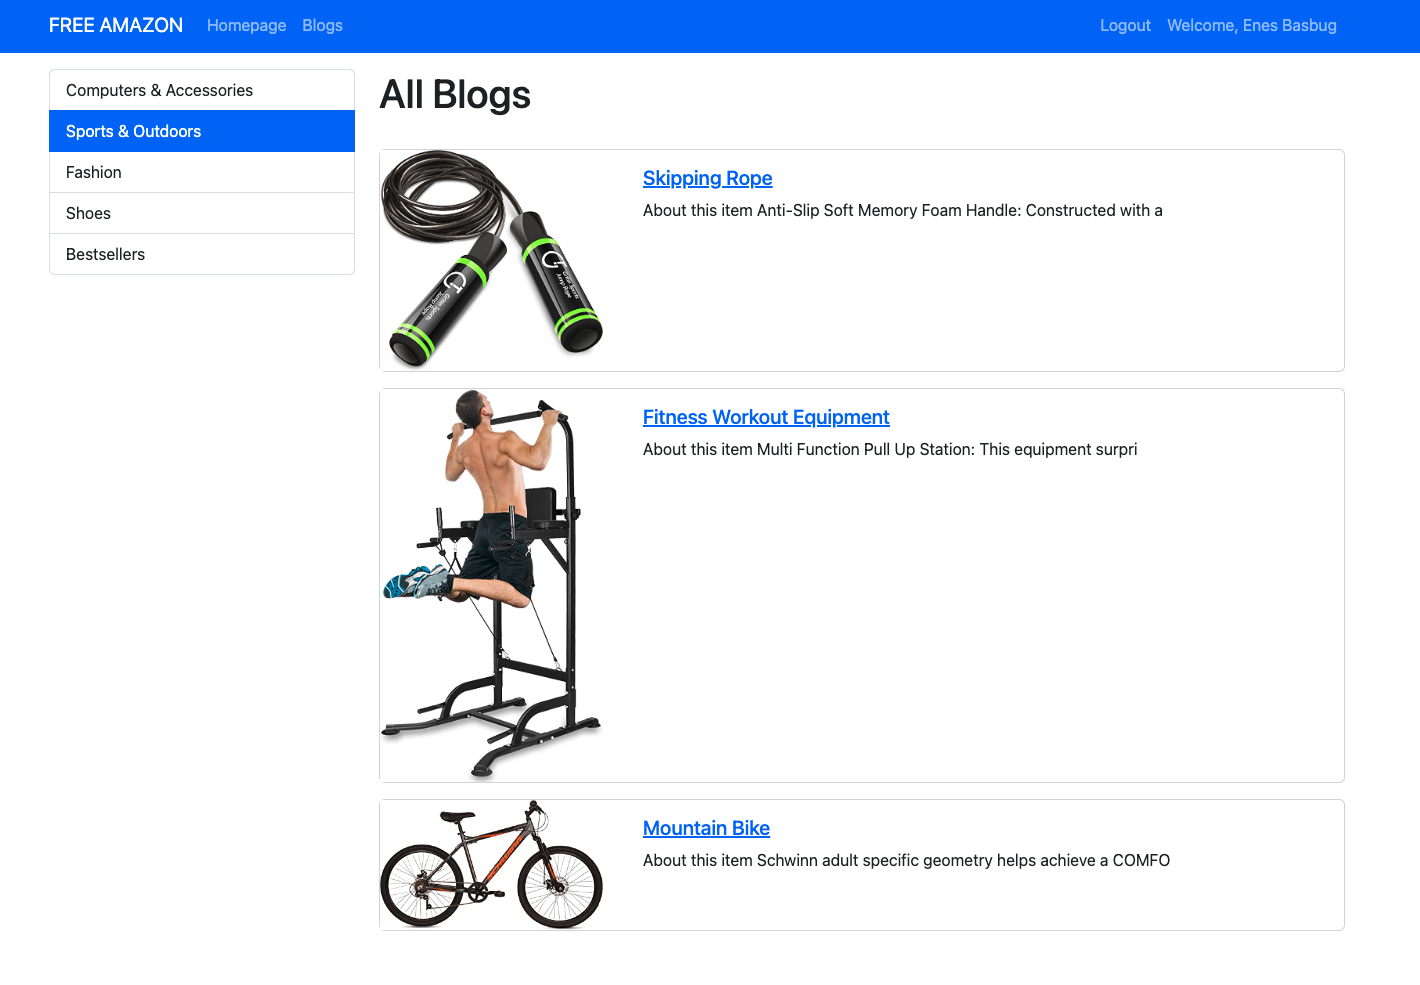 FREE AMAZON Homepage Blogs Logout Welcome, Enes Basbug
Computers & Accessories
Sports & Outdoors
Fashion
Shoes
Bestsellers
All Blogs
Skipping Rope
About this item Anti-Slip Soft Memory Foam Handle: Constructed with a
Fitness Workout Equipment
About this item Multi Function Pull Up Station: This equipment surpri
Mountain Bike
About this item Schwinn adult specific geometry helps achieve a COMFO